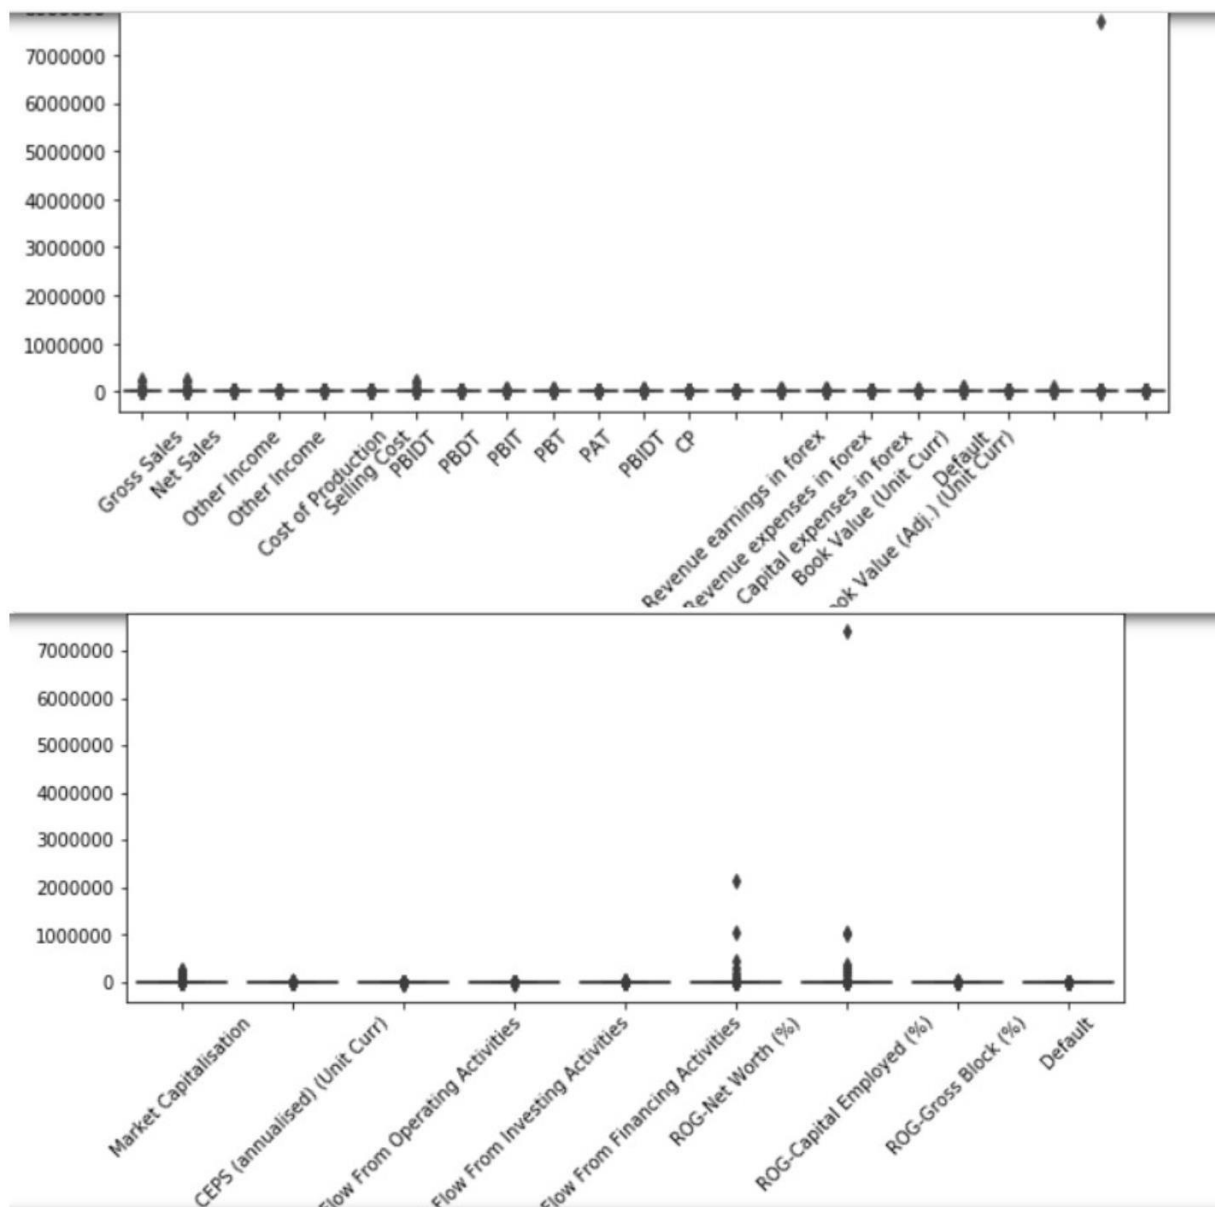 7000000
6000000
5000000
4000000
3000000
2000000
1000000
0
Gross Sales
Net Sales
Other Income
Other Income
Cost of Production
Selling Cost
PBIDT
PBDT
PBIT
PBT
PAT
PBIDT
CP
Revenue earnings in forex
Revenue expenses in forex
Capital expenses in forex
Book Value (Unit Curr)
Default
Value (Adj.) (Unit Curr)
7000000
6000000
5000000
4000000
3000000
2000000
1000000
0
Market Capitalisation
CEPS (annualised) (Unit Curr)
Flow From Operating Activities
Flow From Investing Activities
Flow From Financing Activities
ROG-Net Worth (%)
ROG-Capital Employed (%)
ROG-Gross Block (%)
Default